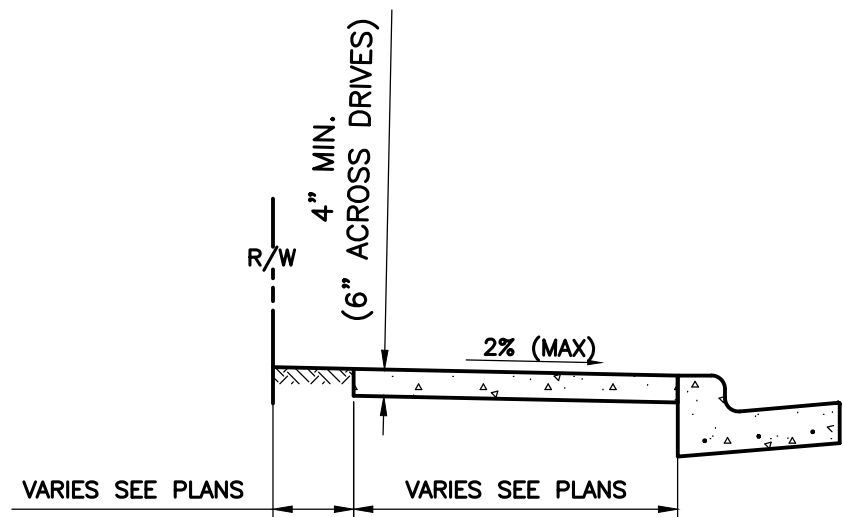 4" MIN.
(6" ACROSS DRIVES)
R/W
2% (MAX)
VARIES SEE PLANS
VARIES SEE PLANS